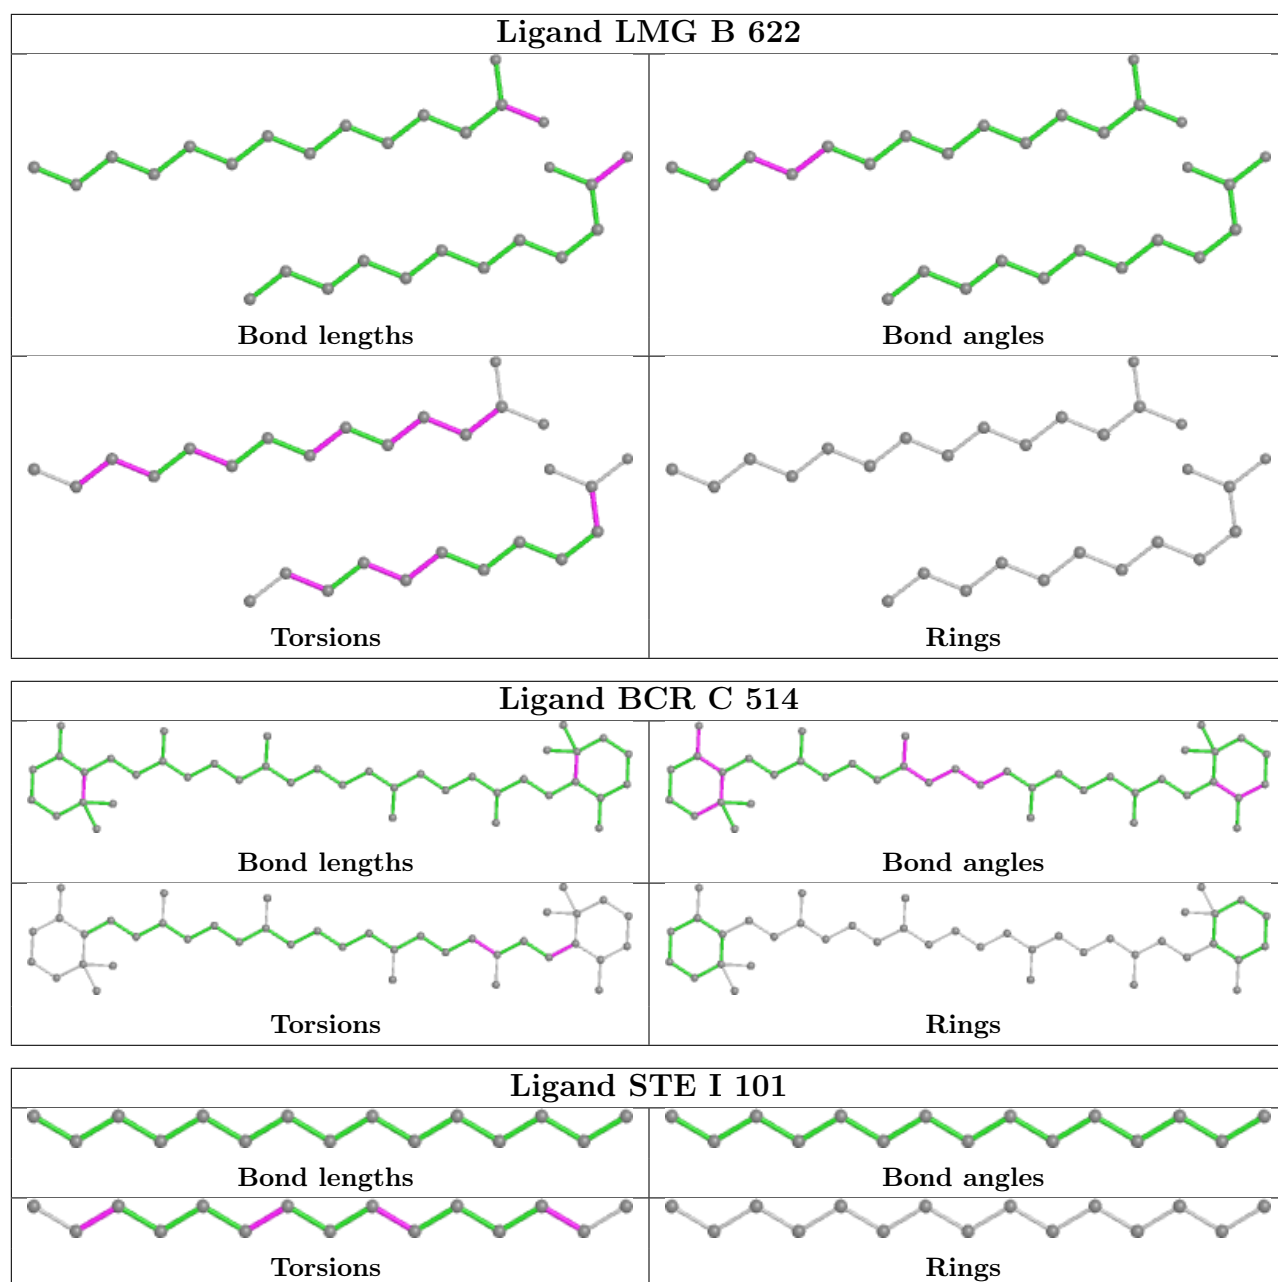 Ligand LMG B 622
Bond lengths
Bond angles
Torsions
Rings
Ligand BCR C 514
Bond lengths
Bond angles
Torsions
Rings
Ligand STE I 101
Bond lengths
Bond angles
Torsions
Rings